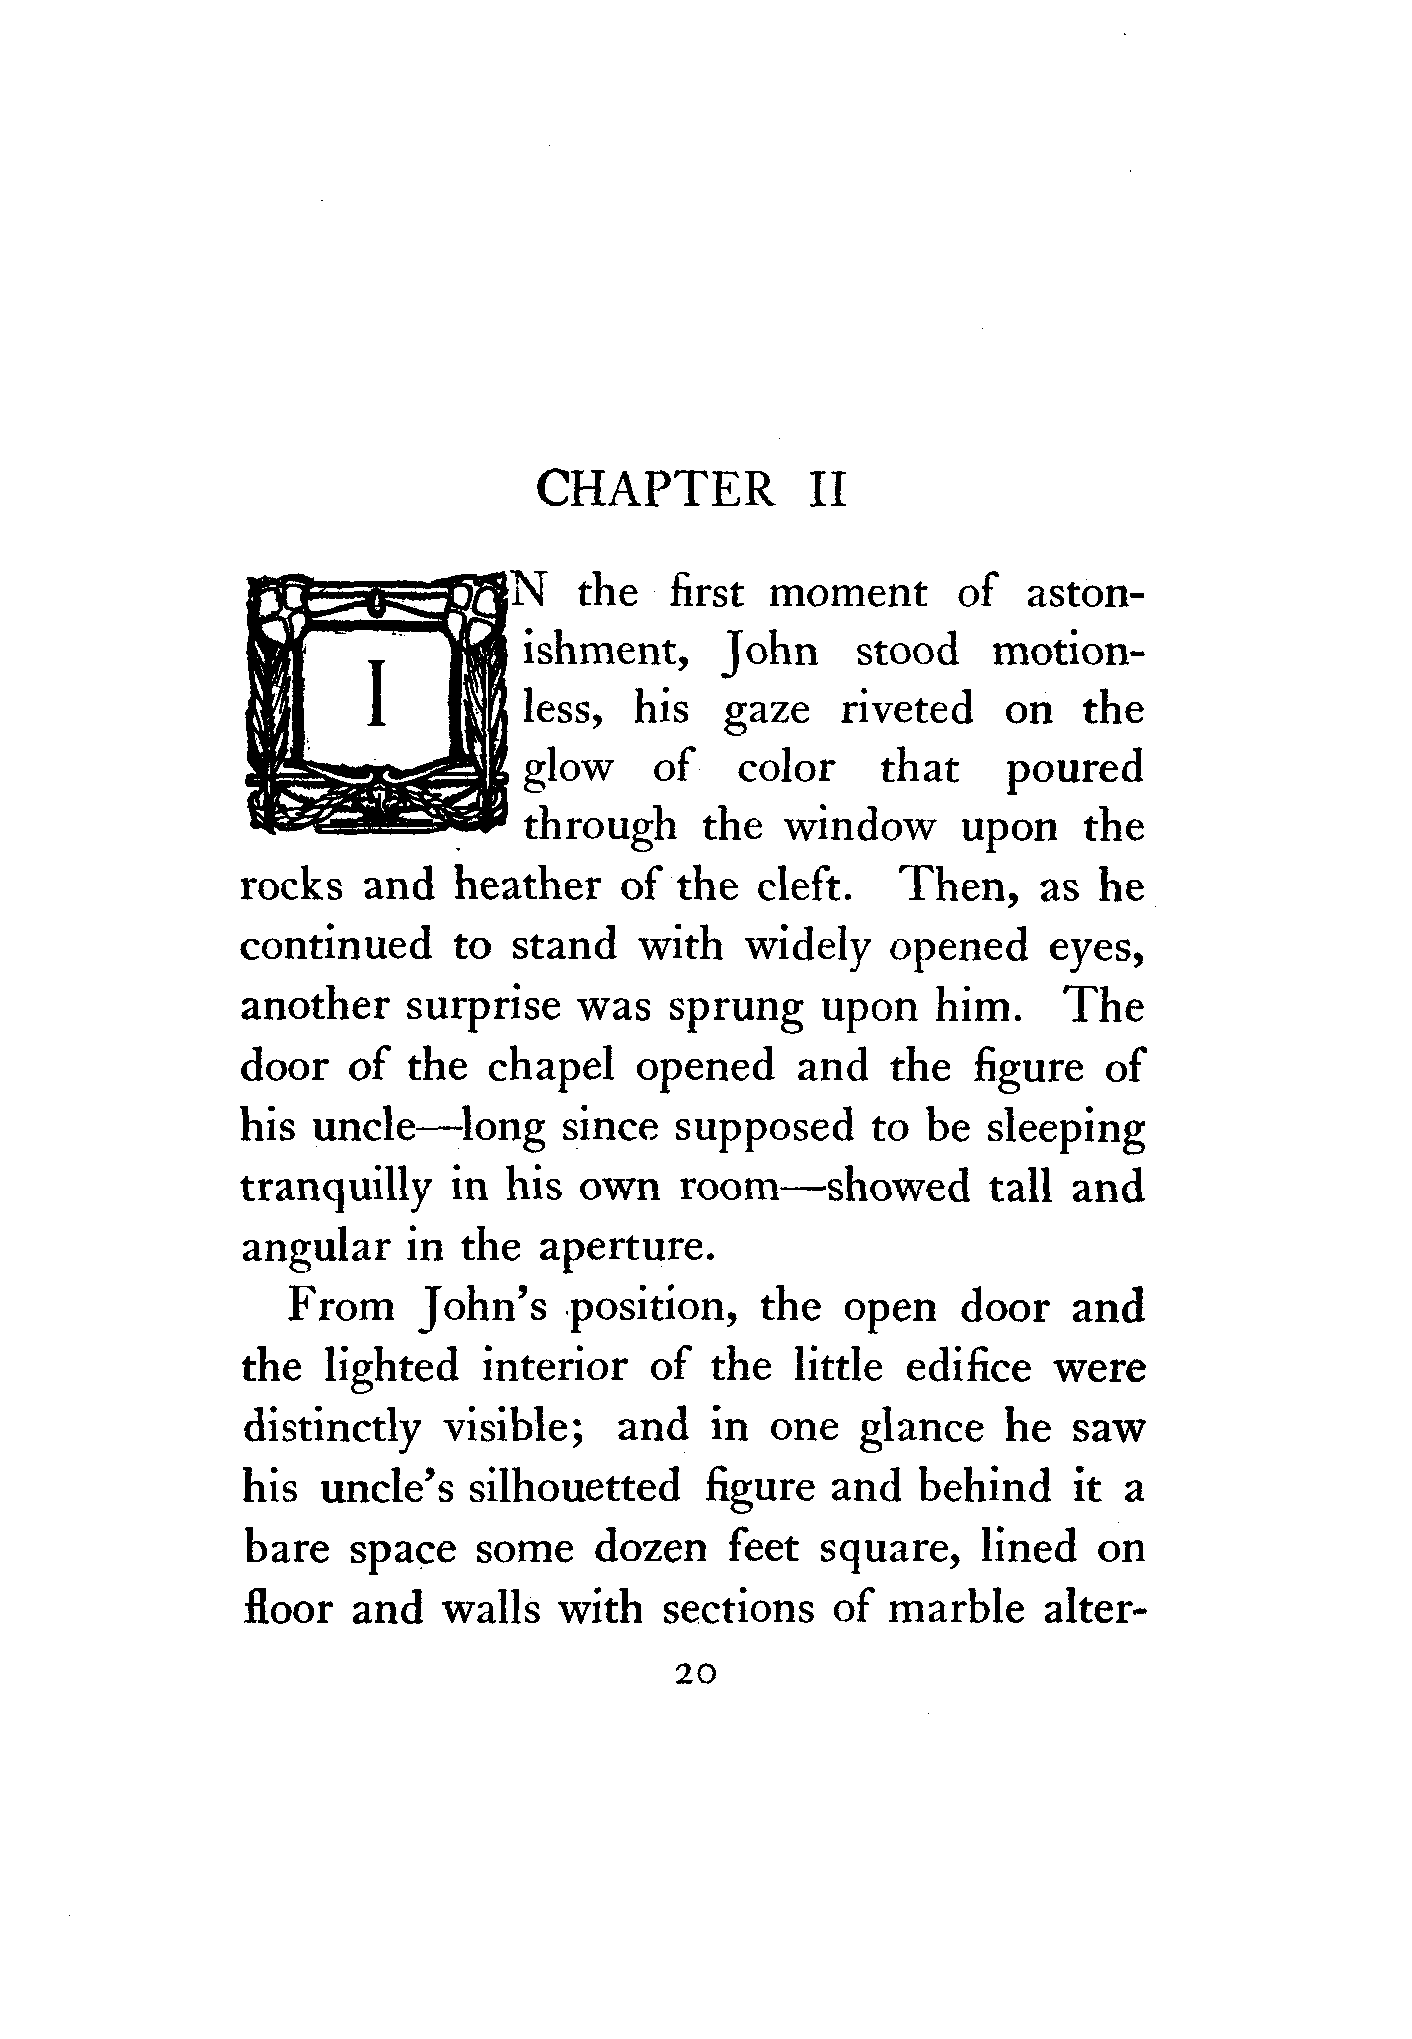 CHAPTER II
IN the first moment of aston-
ishment, John stood motion-
less, his gaze riveted on the
glow of color that poured
through the window upon the
rocks and heather of the cleft. Then, as he
continued to stand with widely opened eyes,
another surprise was sprung upon him. The
door of the chapel opened and the figure of
his uncle—long since supposed to be sleeping
tranquilly in his own room—showed tall and
angular in the aperture.
From John's position, the open door and
the lighted interior of the little edifice were
distinctly visible; and in one glance he saw
his uncle's silhouetted figure and behind it a
bare space some dozen feet square, lined on
floor and walls with sections of marble alter-
20